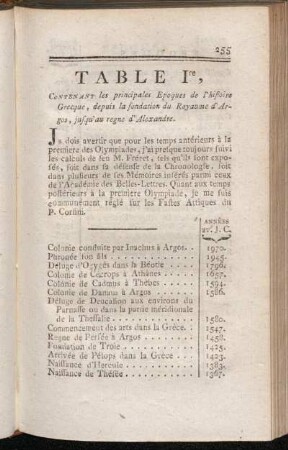 255
TABLE Ire,
CONTENANT les principales Epoques de l'histoire
Grecque, depuis la fondation du Royaume d'Ar-
gos, jusqu'au regne d'Alexandre.
Je dois avertir que pour les temps antérieurs à la
premiere des Olympiades, j'ai presque toujours suivi
les calculs de feu M. Fréret, tels qu'ils sont expo-
sés, soit dans sa défense de la Chronologie, soit
dans plusieurs de ses Mémoires insérés parmi ceux
de l'Académie des Belles-Lettres. Quant aux temps
postérieurs à la premiere Olympiade, je me suis
communément réglé sur les Fastes Attiques du
P. Corsini.
ANNÉES
avt. J. C.
Colonie conduite par Inachus à Argos. 1970.
Phronée son fils 1945.
Déluge d'Ogygès dans la Béotie 1796.
Colonie de Cécrops à Athènes 1657.
Colonie de Cadmus à Thèbes 1594.
Colonie de Danaus à Argos 1586.
Déluge de Deucalion aux environs du
Parnasse ou dans la partie méridionale
de la Thessalie 1580.
Commencement des arts dans la Grèce. 1547.
Regne de Persée à Argos 1458.
Fondation de Troie 1425.
Arrivée de Pélops dans la Grèce 1423.
Naissance d'Hercule 1383.
Naissance de Thésée 1367.